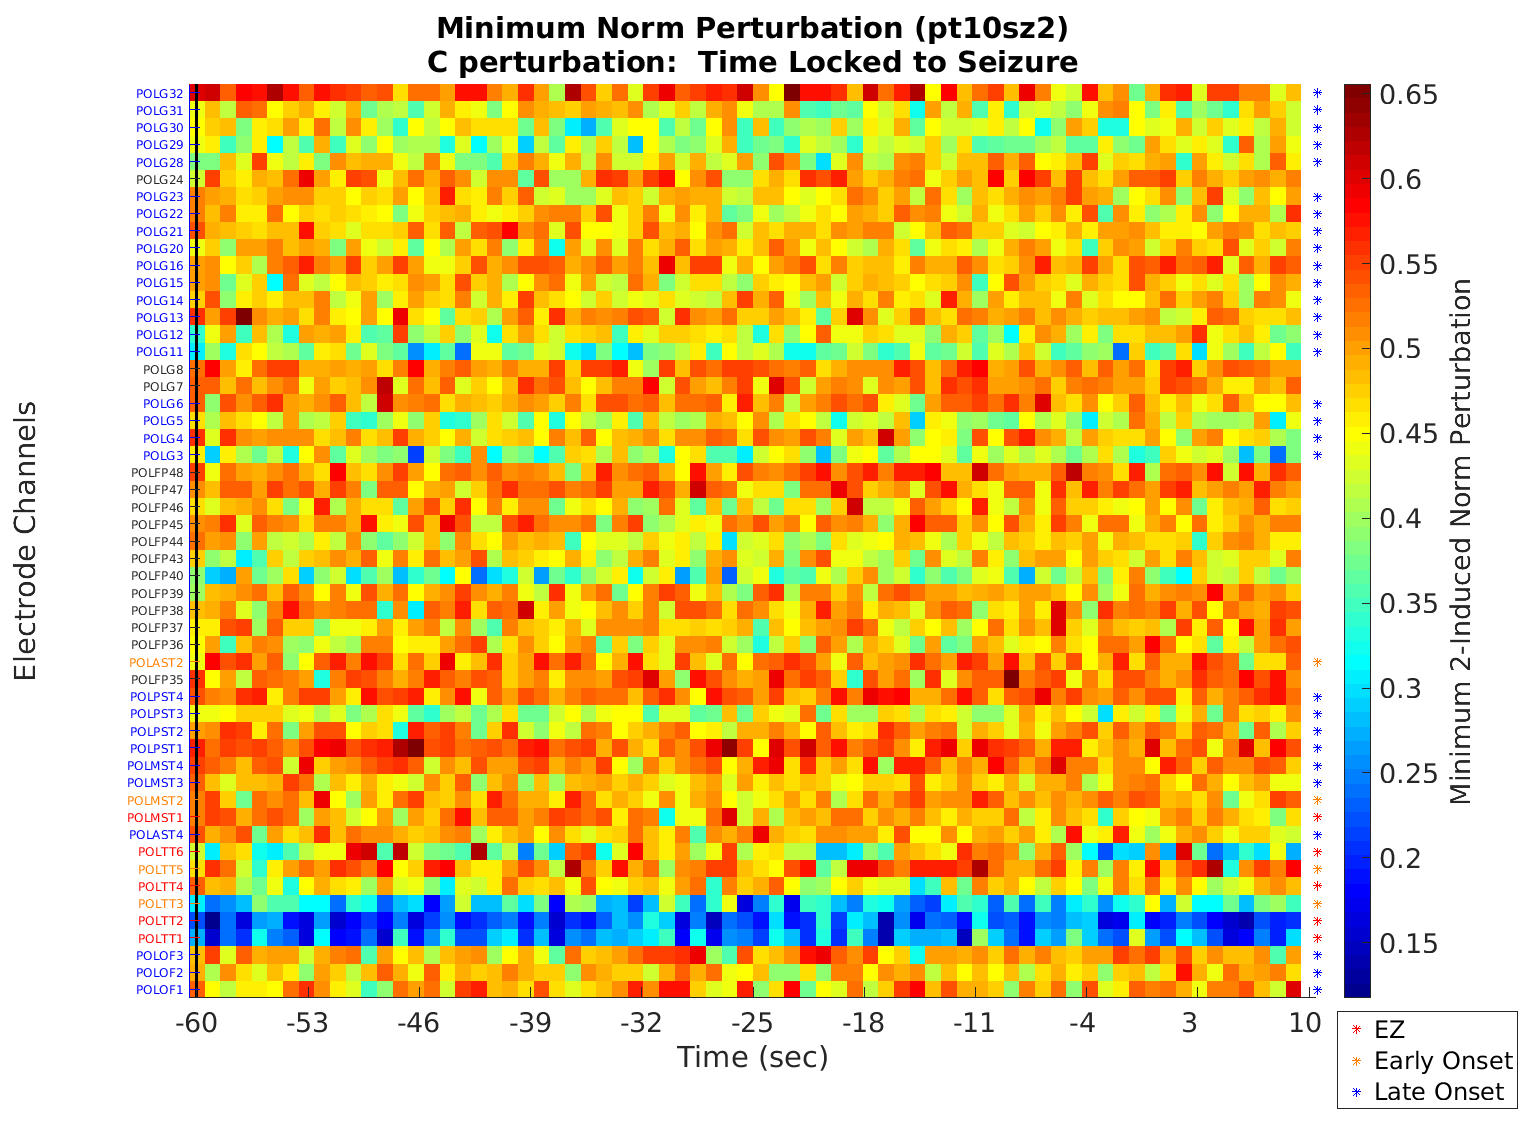 Minimum Norm Perturbation (pt10sz2)
C perturbation: Time Locked to Seizure
Electrode Channels
POLG32
POLG31
POLG30
POLG29
POLG28
POLG24
POLG23
POLG22
POLG21
POLG20
POLG16
POLG15
POLG14
POLG13
POLG12
POLG11
POLG8
POLG7
POLG6
POLG5
POLG4
POLG3
POLFP48
POLFP47
POLFP46
POLFP45
POLFP44
POLFP43
POLFP40
POLFP39
POLFP38
POLFP37
POLFP36
POLAST2
POLFP35
POLPST4
POLPST3
POLPST2
POLPST1
POLMST4
POLMST3
POLMST2
POLMST1
POLAST4
POLTT6
POLTT5
POLTT4
POLTT3
POLTT2
POLTT1
POLOF3
POLOF2
POLOF1
-60 -53 -46 -39 -32 -25 -18 -11 -4 3 10
Time (sec)
0.65
0.6
0.55
0.5
0.45
0.4
0.35
0.3
0.25
0.2
0.15
Minimum 2-Induced Norm Perturbation
EZ
Early Onset
Late Onset